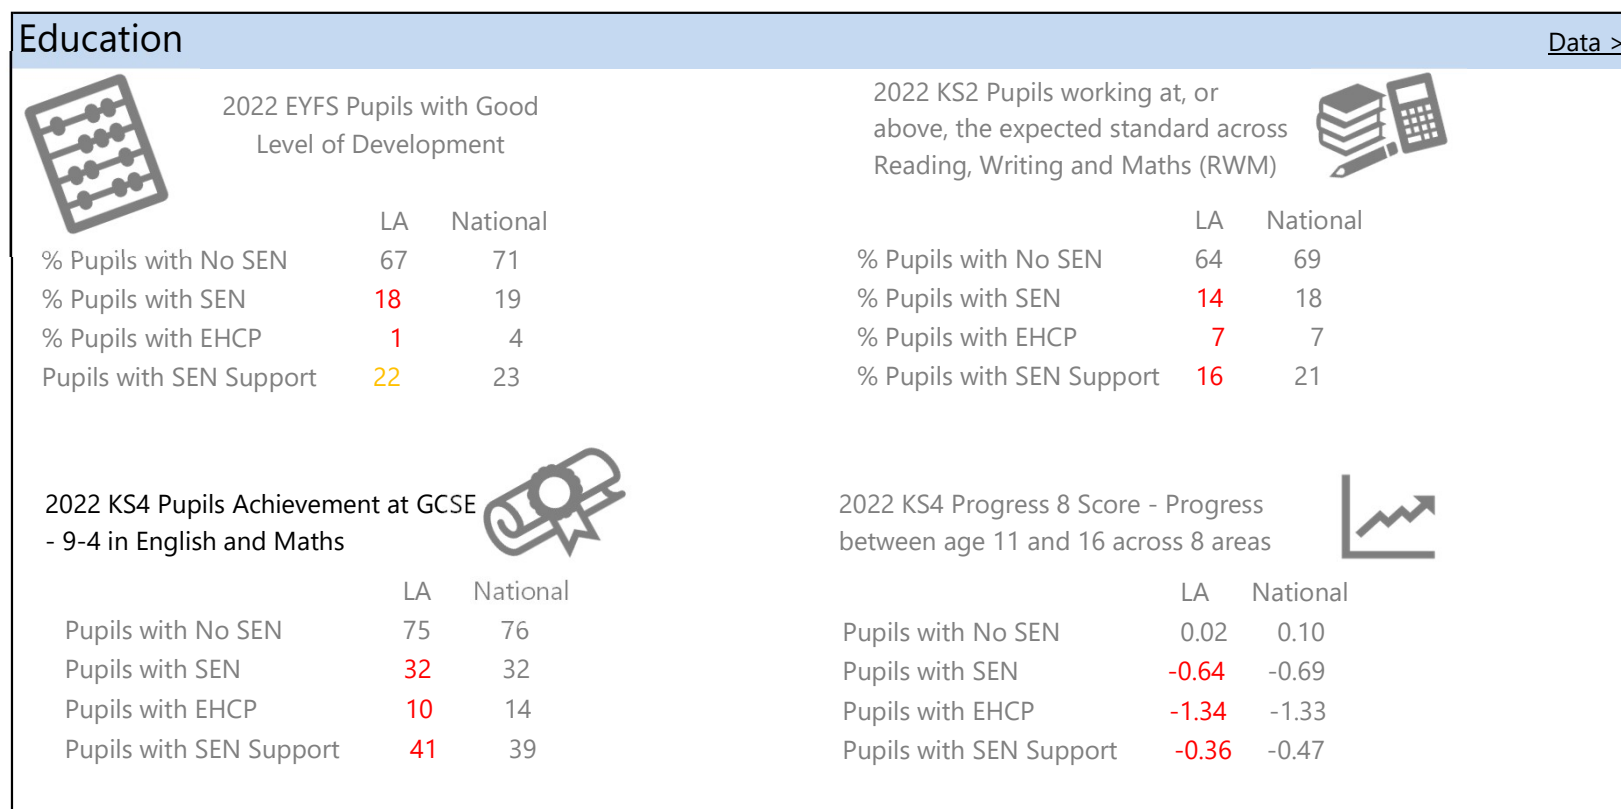 Education
Data >
2022 EYFS Pupils with Good
Level of Development
LA National
% Pupils with No SEN 67 71
% Pupils with SEN 18 19
% Pupils with EHCP 1 4
Pupils with SEN Support 22 23
2022 KS2 Pupils working at, or
above, the expected standard across
Reading, Writing and Maths (RWM)
LA National
% Pupils with No SEN 64 69
% Pupils with SEN 14 18
% Pupils with EHCP 7 7
% Pupils with SEN Support 16 21
2022 KS4 Pupils Achievement at GCSE
- 9-4 in English and Maths
LA National
Pupils with No SEN 75 76
Pupils with SEN 32 32
Pupils with EHCP 10 14
Pupils with SEN Support 41 39
2022 KS4 Progress 8 Score - Progress
between age 11 and 16 across 8 areas
LA National
Pupils with No SEN 0.02 0.10
Pupils with SEN -0.64 -0.69
Pupils with EHCP -1.34 -1.33
Pupils with SEN Support -0.36 -0.47